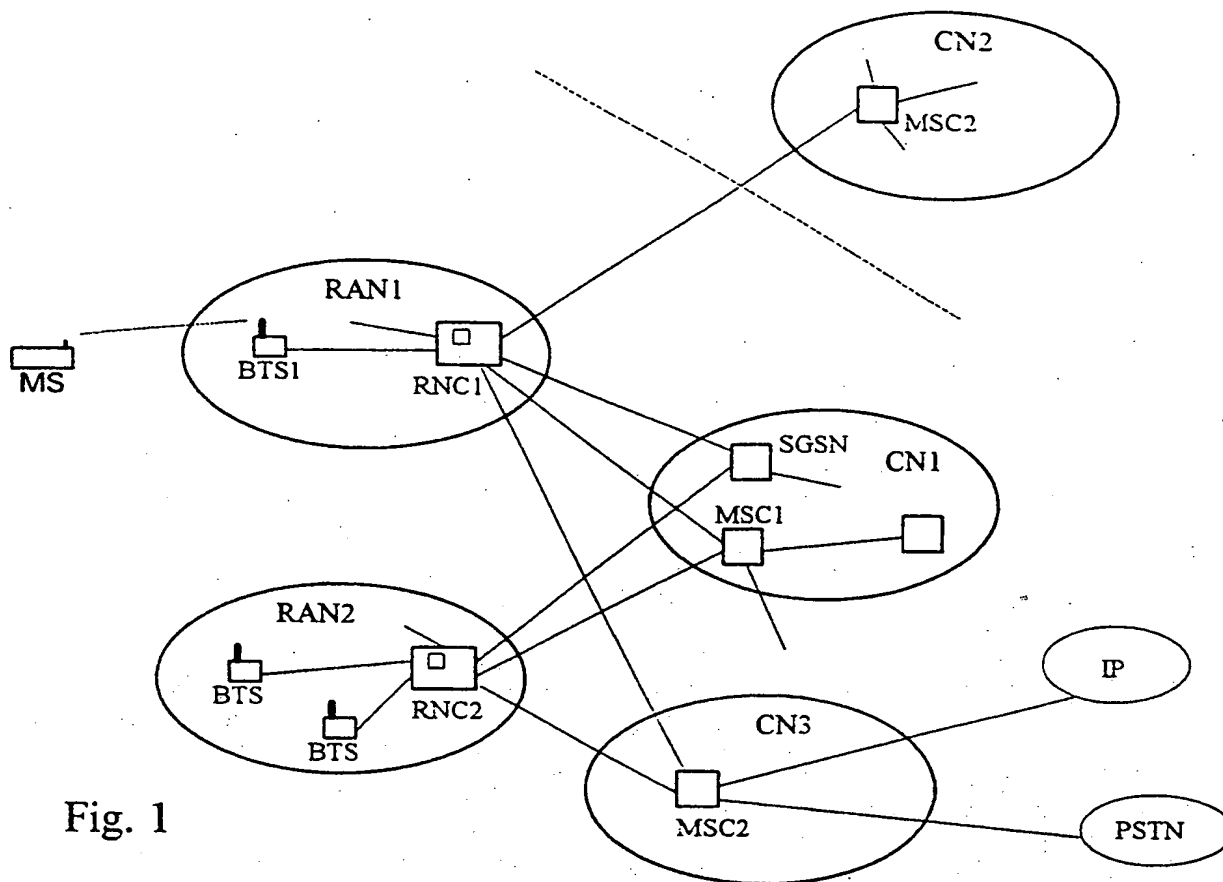 CN2
MSC2
RAN1
BTS1
RNC1
MS
SGSN
CN1
MSC1
RAN2
BTS
RNC2
BTS
IP
CN3
MSC2
PSTN
Fig. 1